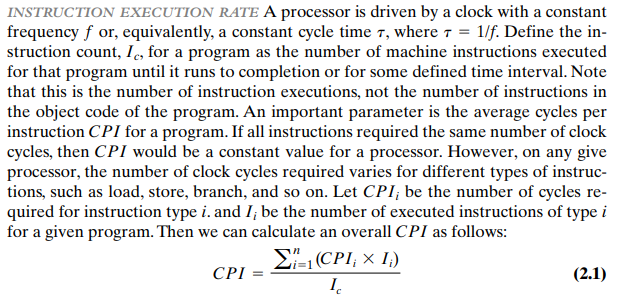 INSTRUCTION EXECUTION RATE A processor is driven by a clock with a constant
frequency f or, equivalently, a constant cycle time τ, where τ = 1/f. Define the in-
struction count, I_c, for a program as the number of machine instructions executed
for that program until it runs to completion or for some defined time interval. Note
that this is the number of instruction executions, not the number of instructions in
the object code of the program. An important parameter is the average cycles per
instruction CPI for a program. If all instructions required the same number of clock
cycles, then CPI would be a constant value for a processor. However, on any give
processor, the number of clock cycles required varies for different types of instruc-
tions, such as load, store, branch, and so on. Let CPI_i be the number of cycles re-
quired for instruction type i. and I_i be the number of executed instructions of type i
for a given program. Then we can calculate an overall CPI as follows:
CPI = \frac{\sum_{i=1}^{n}(CPI_i × I_i)}{I_c} (2.1)